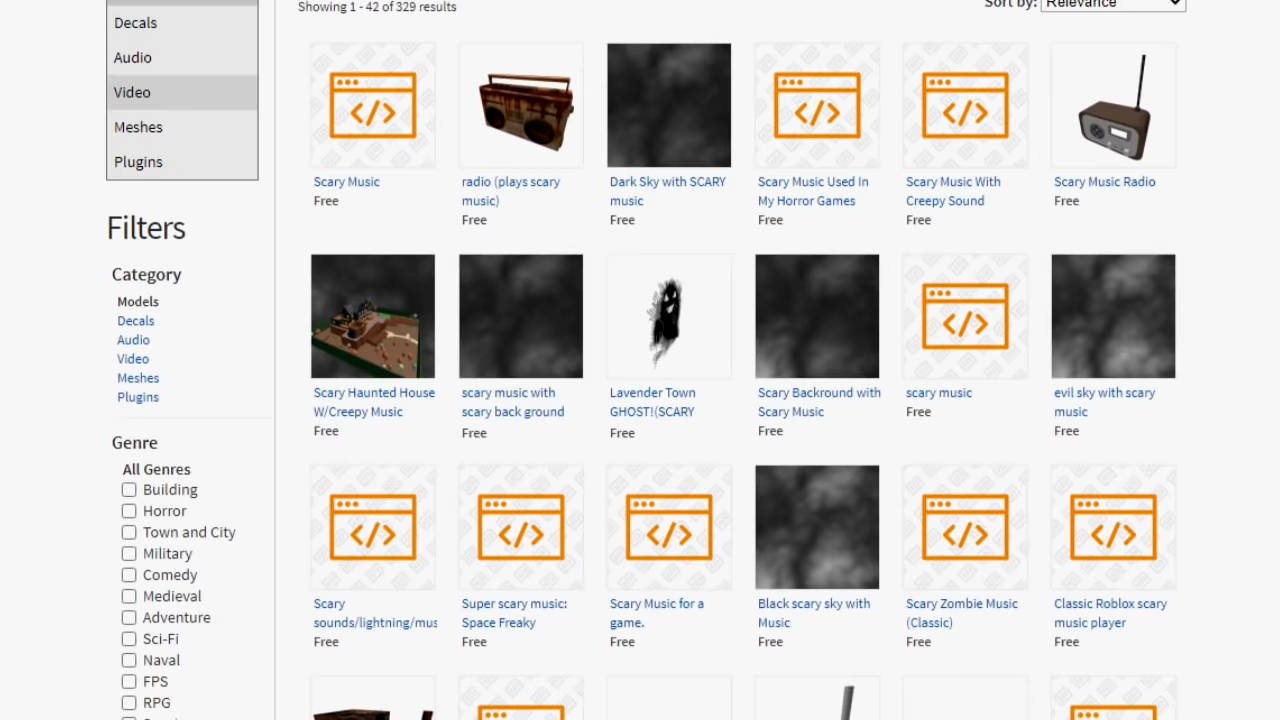 Showing 1 - 42 of 329 results
Sort by: Relevance
Decals
Audio
Video
Meshes
Plugins
Filters
Category
Models
Decals
Audio
Video
Meshes
Plugins
Genre
All Genres
Building
Horror
Town and City
Military
Comedy
Medieval
Adventure
Sci-Fi
Naval
FPS
RPG
Scary Music
Free
radio (plays scary
music)
Free
Dark Sky with SCARY
music
Free
Scary Music Used In
My Horror Games
Free
Scary Music With
Creepy Sound
Free
Scary Music Radio
Free
Scary Haunted House
W/Creepy Music
Free
scary music with
scary back ground
Free
Lavender Town
GHOST!(SCARY
Free
Scary Backround with
Scary Music
Free
scary music
Free
evil sky with scary
music
Free
Scary
sounds/lightning/mus
Free
Super scary music:
Space Freaky
Free
Scary Music for a
game.
Free
Black scary sky with
Music
Free
Scary Zombie Music
(Classic)
Free
Classic Roblox scary
music player
Free